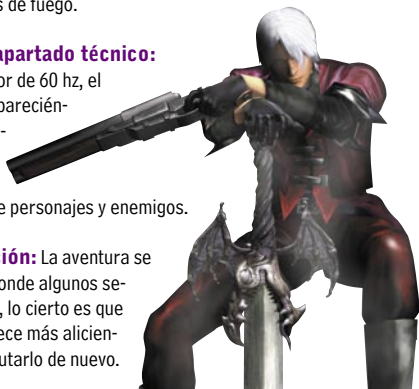 s de fuego.
apartado técnico:
or de 60 hz, el
parecién-
-
e personajes y enemigos.
ión: La aventura se
onde algunos se-
, lo cierto es que
ece más alicien-
utarlo de nuevo.